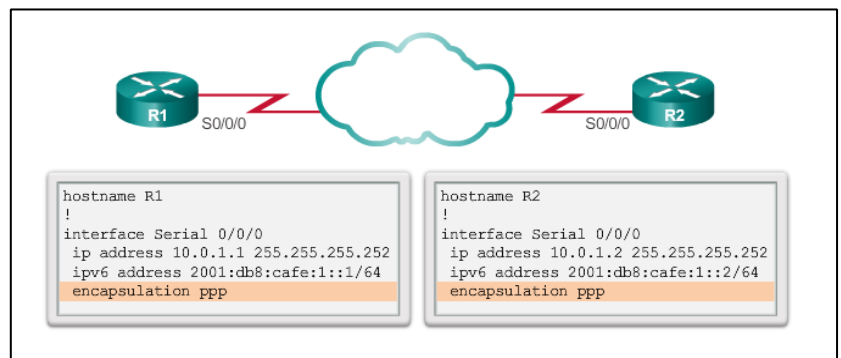 R1
S0/0/0
S0/0/0
R2
hostname R1
!
interface Serial 0/0/0
ip address 10.0.1.1 255.255.255.252
ipv6 address 2001:db8:cafe:1::1/64
encapsulation ppp
hostname R2
!
interface Serial 0/0/0
ip address 10.0.1.2 255.255.255.252
ipv6 address 2001:db8:cafe:1::2/64
encapsulation ppp